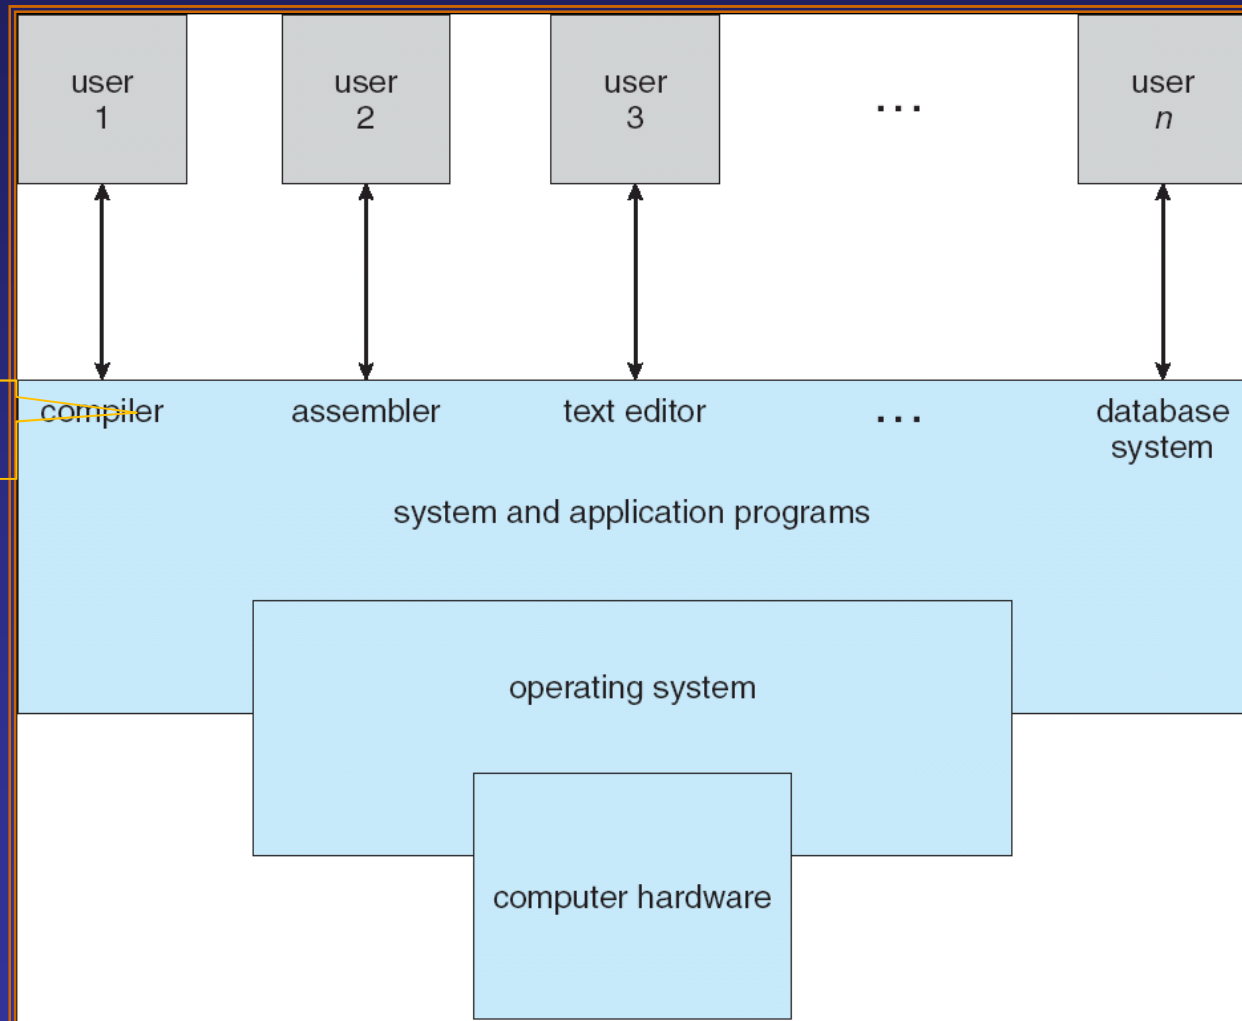 user
1
user
2
user
3
...
user
n
compiler
assembler
text editor
...
database
system
system and application programs
operating system
computer hardware